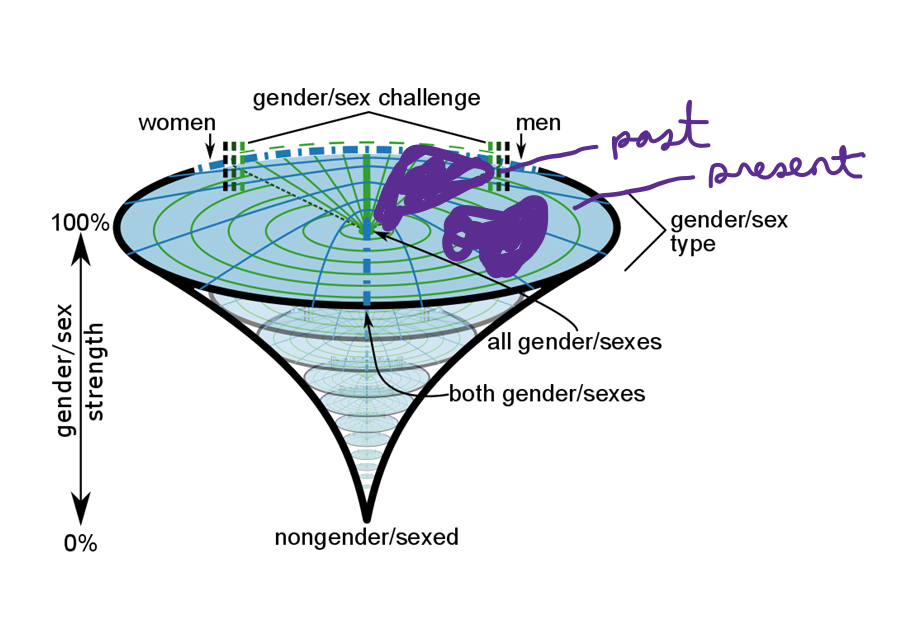 gender/sex challenge
women
men
past
present
100%
gender/sex
type
gender/sex
strength
all gender/sexes
both gender/sexes
nongender/sexed
0%